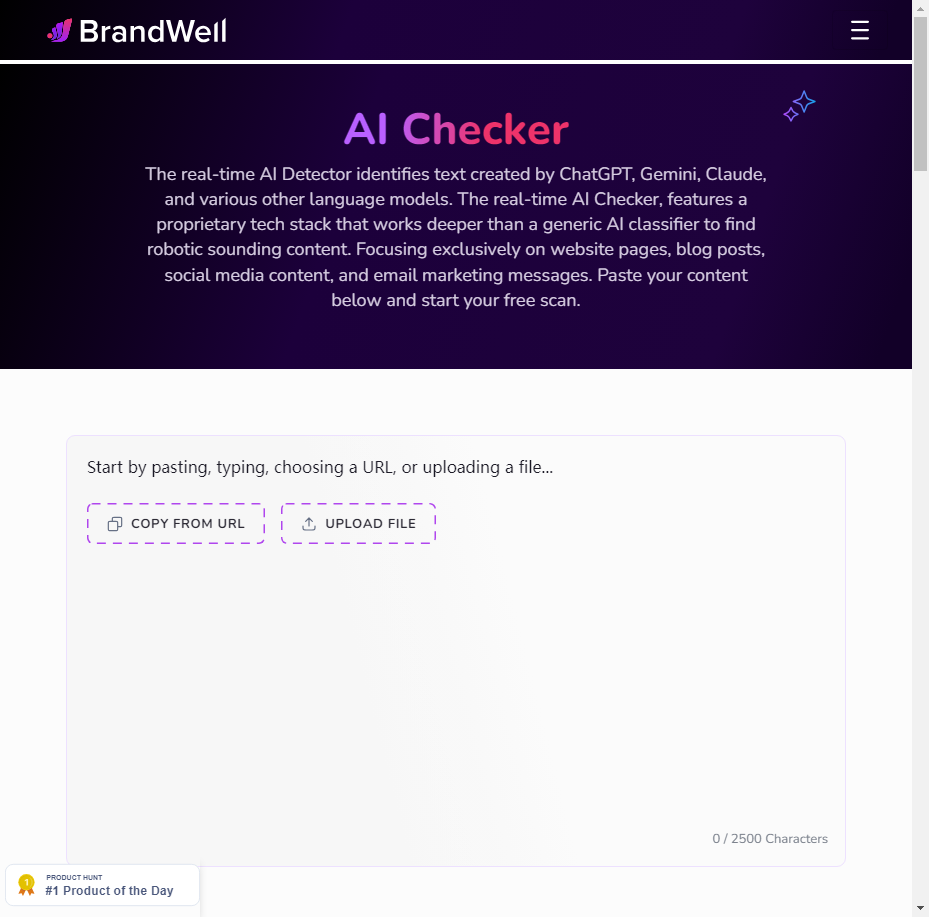 BrandWell
AI Checker
The real-time AI Detector identifies text created by ChatGPT, Gemini, Claude,
and various other language models. The real-time AI Checker, features a
proprietary tech stack that works deeper than a generic AI classifier to find
robotic sounding content. Focusing exclusively on website pages, blog posts,
social media content, and email marketing messages. Paste your content
below and start your free scan.
Start by pasting, typing, choosing a URL, or uploading a file...
COPY FROM URL
UPLOAD FILE
0 / 2500 Characters
1
PRODUCT HUNT
#1 Product of the Day